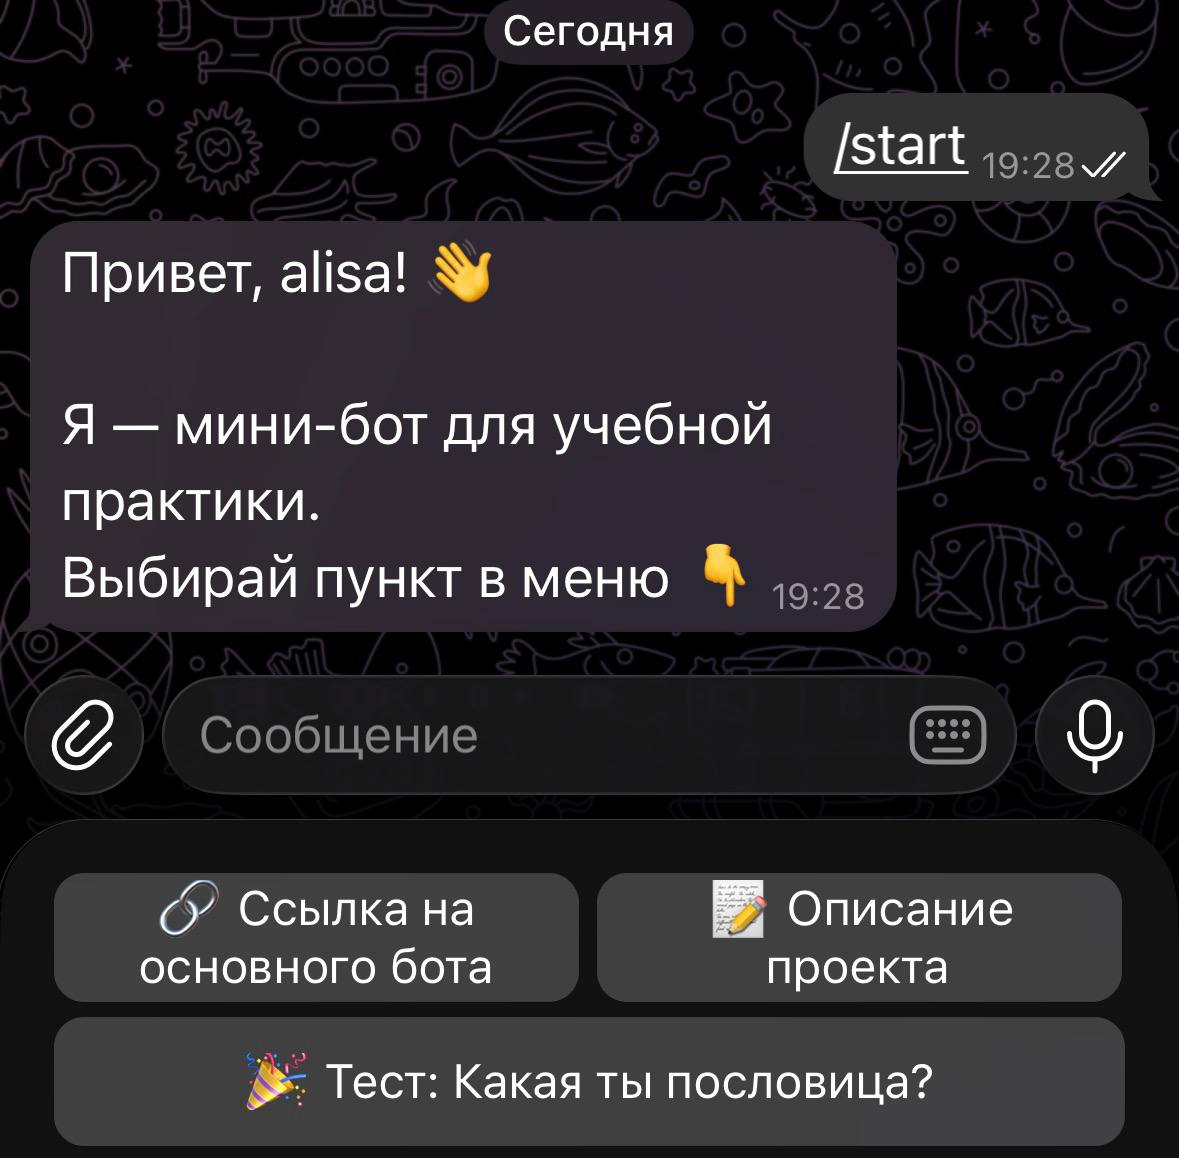 Сегодня
/start 19:28
Привет, alisa! 👋
Я — мини-бот для учебной
практики.
Выбирай пункт в меню 👇 19:28
Сообщение
🔗 Ссылка на
основного бота
📝 Описание
проекта
🎉 Тест: Какая ты пословица?